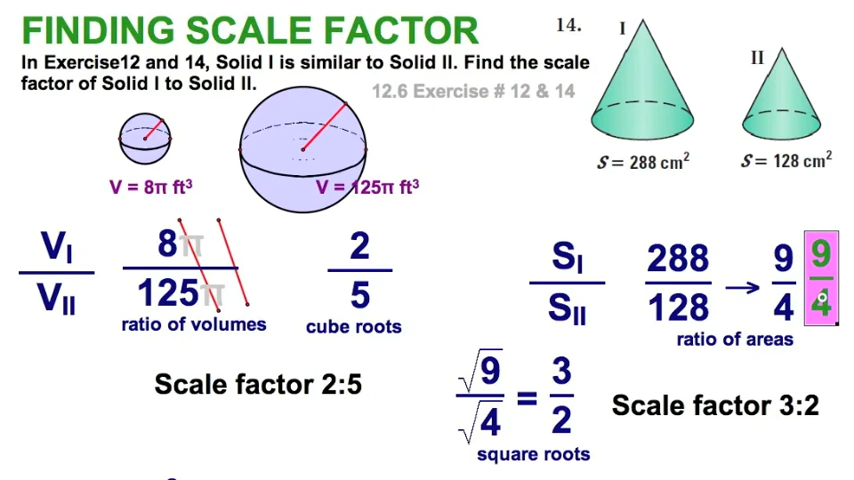 FINDING SCALE FACTOR
In Exercise12 and 14, Solid I is similar to Solid II. Find the scale
factor of Solid I to Solid II.
12.6 Exercise # 12 & 14
V = 8π ft³
V = 125π ft³
14.
I
II
S = 288 cm²
S = 128 cm²
V_I
V_II
8π
125π
ratio of volumes
2
5
cube roots
Scale factor 2:5
S_I
S_II
288
128
→
9
4
9
4
ratio of areas
√9
√4
=
3
2
square roots
Scale factor 3:2